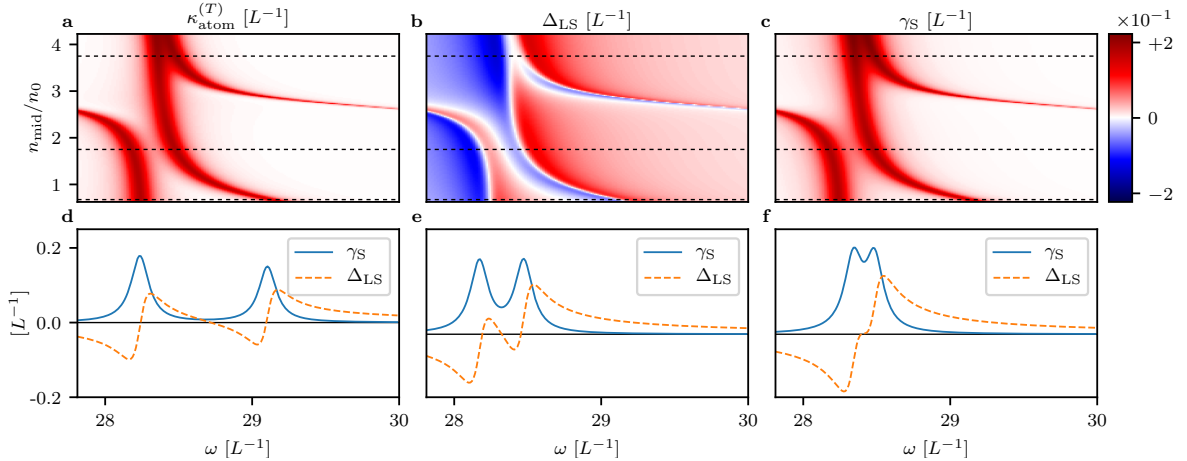 a κ_atom^(T) [L⁻¹]
b Δ_LS [L⁻¹]
c γ_S [L⁻¹]
×10⁻¹
n_mid/n_0
4
3
2
1
+2
0
−2
d
e
f
[L⁻¹]
0.2
0.0
-0.2
γ_S
Δ_LS
γ_S
Δ_LS
γ_S
Δ_LS
28 29 30
28 29 30
28 29 30
ω [L⁻¹]
ω [L⁻¹]
ω [L⁻¹]